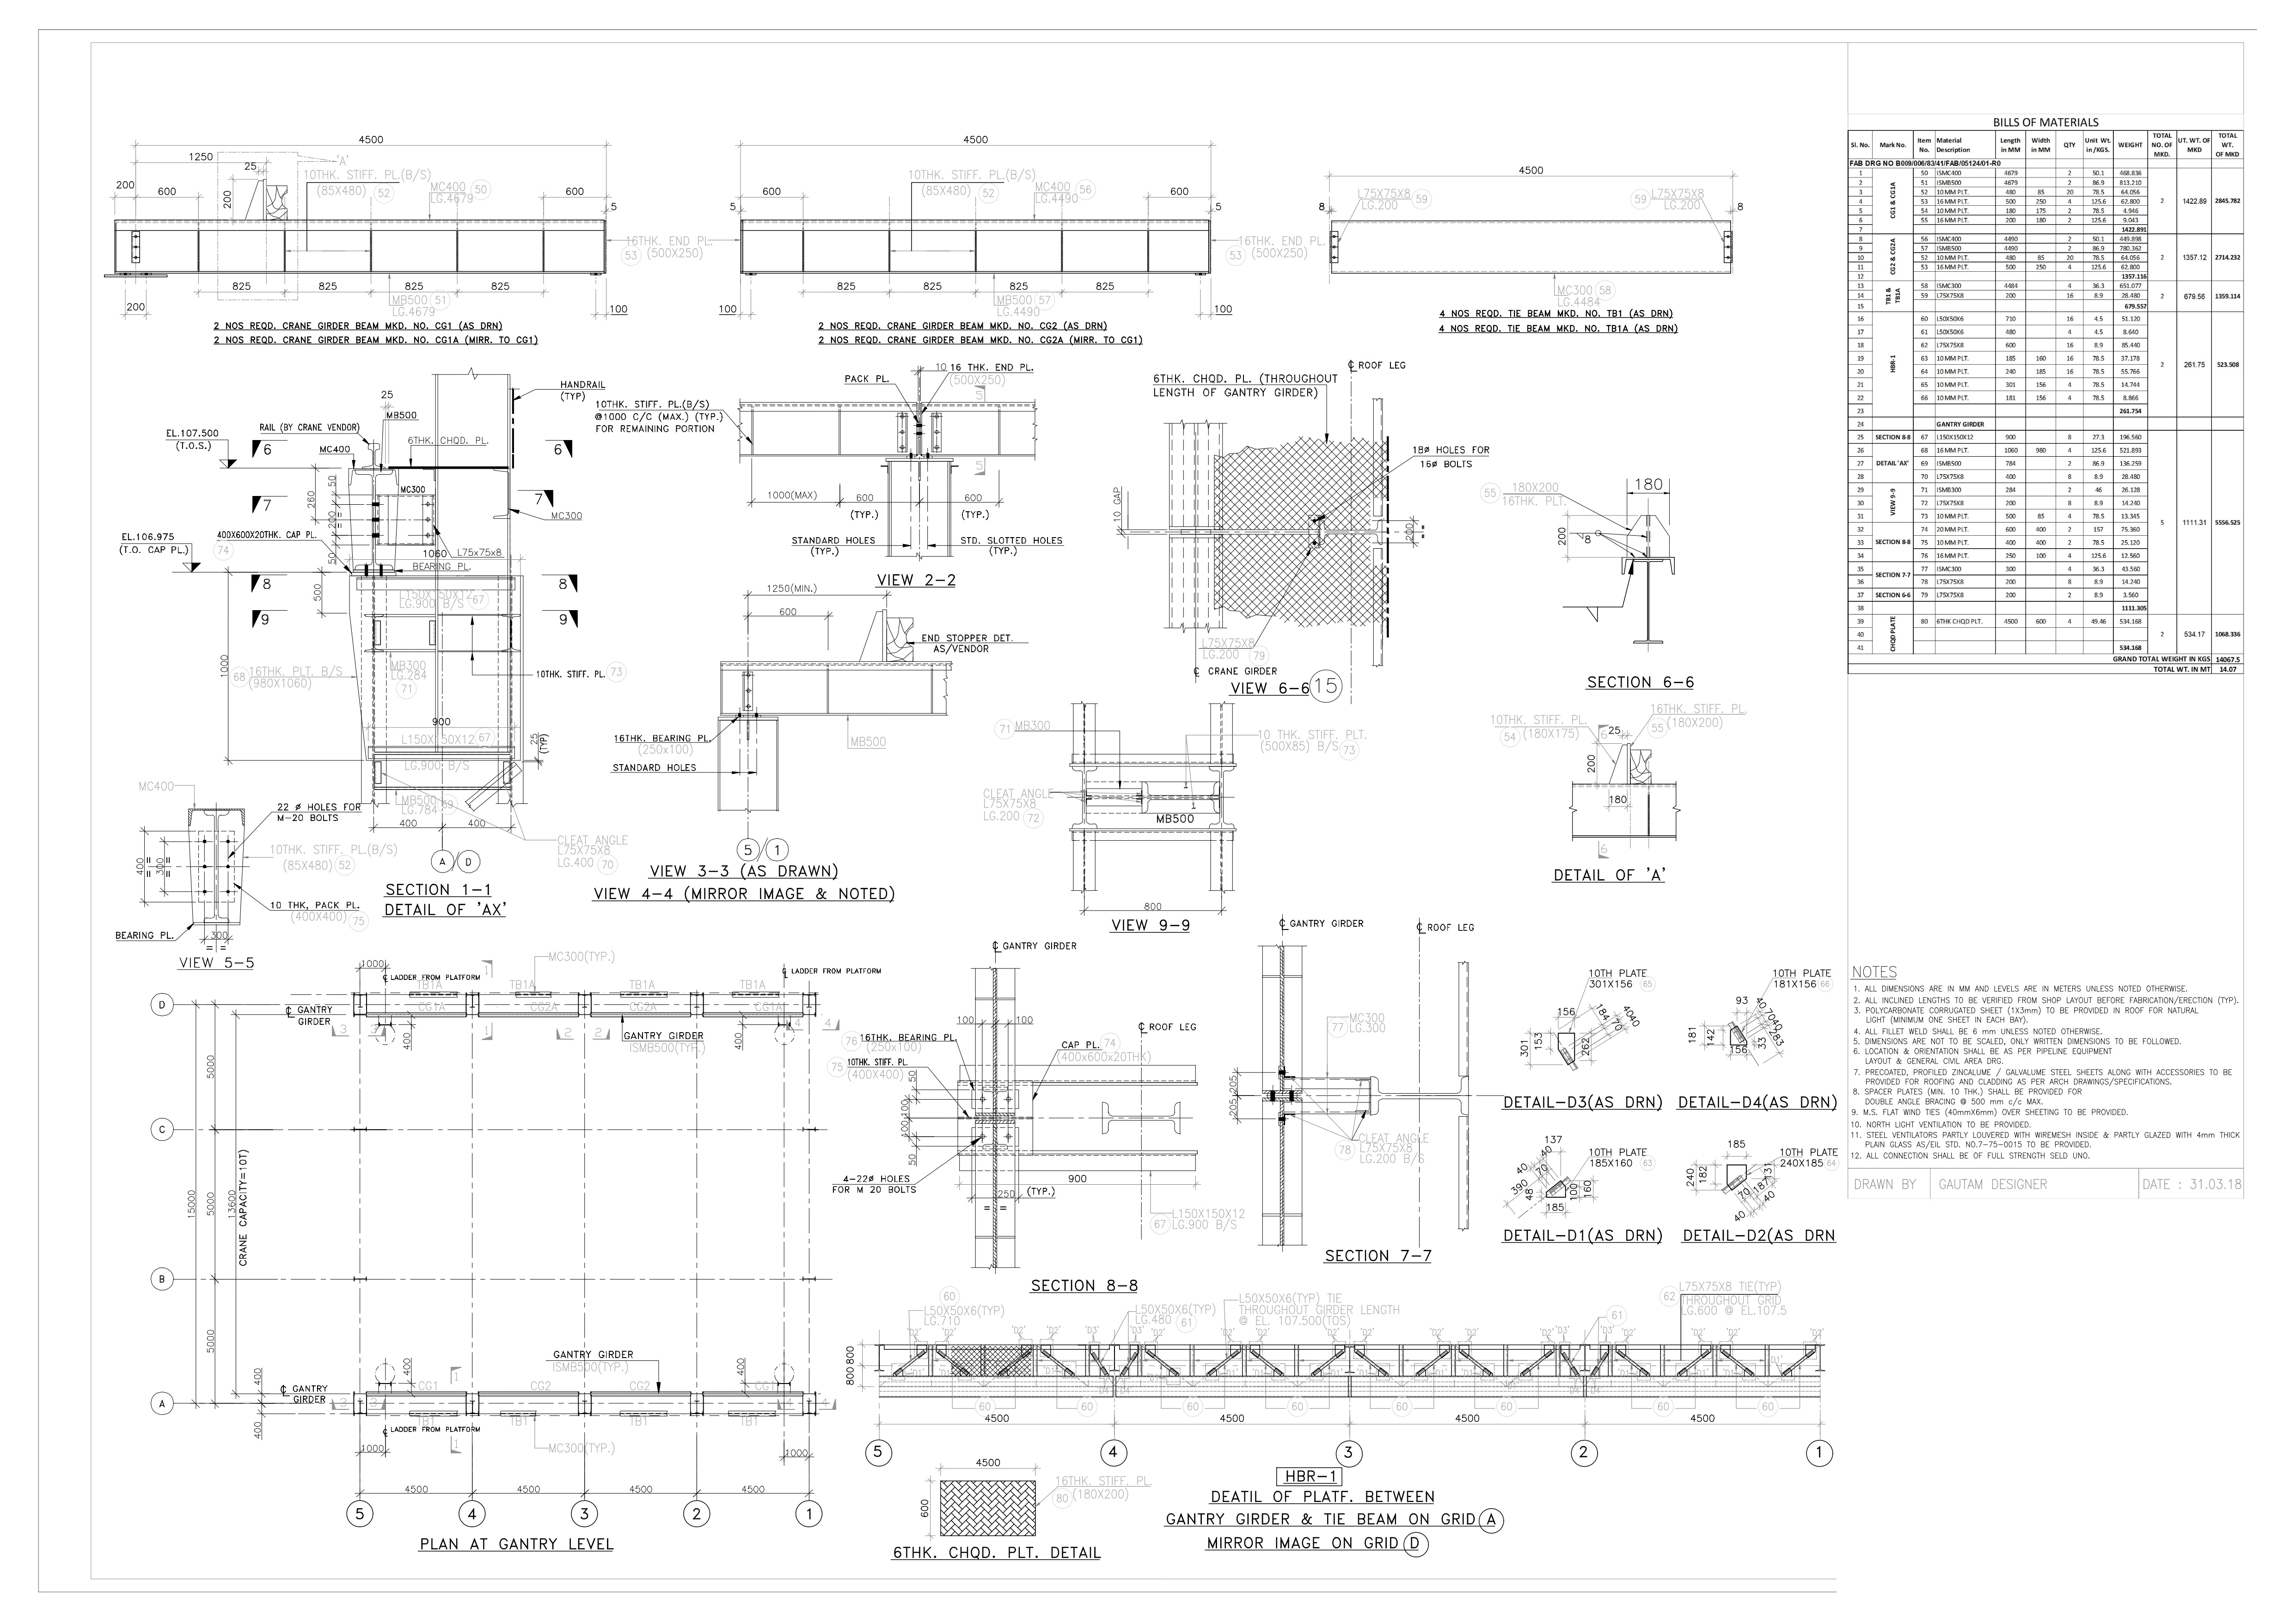 4500
1250
'A'
25
10THK. STIFF. PL.(B/S)
(85X480) 52
MC400 50
LG.4679
200
600
200
600
5
16THK. END PL.
53 (500X250)
825 825 825 825
200
MB500 51
LG.4679
100
2 NOS REQD. CRANE GIRDER BEAM MKD. NO. CG1 (AS DRN)
2 NOS REQD. CRANE GIRDER BEAM MKD. NO. CG1A (MIRR. TO CG1)
4500
10THK. STIFF. PL.(B/S)
(85X480) 52
MC400 56
LG.4490
600
600
5
5
16THK. END PL.
53 (500X250)
825 825 825 825
100
MB500 57
LG.4490
100
2 NOS REQD. CRANE GIRDER BEAM MKD. NO. CG2 (AS DRN)
2 NOS REQD. CRANE GIRDER BEAM MKD. NO. CG2A (MIRR. TO CG1)
4500
L75X75X8
LG.200 59
59 L75X75X8
LG.200
8
8
MC300 58
LG.4484
4 NOS REQD. TIE BEAM MKD. NO. TB1 (AS DRN)
4 NOS REQD. TIE BEAM MKD. NO. TB1A (AS DRN)
HANDRAIL
(TYP)
25
MB500
RAIL (BY CRANE VENDOR)
EL.107.500
(T.O.S.)
6
6
MC400
6THK. CHQD. PL.
50
260
MC300
7
7
200
MC300
400X600X20THK. CAP PL.
74
EL.106.975
(T.O. CAP PL.)
50
1060
L75x75x8
BEARING PL.
8
8
500
L150X150X12 67
LG.900 B/S
9
9
1000
68 16THK. PLT. B/S
(980X1060)
MB300
LG.284
71
10THK. STIFF. PL. 73
900
L150X150X12 67
LG.900 B/S
25
(TYP)
MB500 69
LG.784
400 400
A / D
CLEAT ANGLE
L75X75X8
LG.400 70
SECTION 1-1
DETAIL OF 'AX'
MC400
22 ø HOLES FOR
M-20 BOLTS
10THK. STIFF. PL.(B/S)
(85X480) 52
400
300
10 THK, PACK PL.
(400X400) 75
BEARING PL.
300
VIEW 5-5
10 16 THK. END PL.
(500X250)
PACK PL.
5
10THK. STIFF. PL.(B/S)
@1000 C/C (MAX.) (TYP.)
FOR REMAINING PORTION
5
1000(MAX)
600
(TYP.)
600
(TYP.)
STANDARD HOLES
(TYP.)
STD. SLOTTED HOLES
(TYP.)
VIEW 2-2
1250(MIN.)
600
END STOPPER DET.
AS/VENDOR
16THK. BEARING PL.
(250x100)
MB500
STANDARD HOLES
5 / 1
VIEW 3-3 (AS DRAWN)
VIEW 4-4 (MIRROR IMAGE & NOTED)
℄ ROOF LEG
6THK. CHQD. PL. (THROUGHOUT
LENGTH OF GANTRY GIRDER)
18ø HOLES FOR
16ø BOLTS
10 GAP
200
L75X75X8
LG.200 79
℄ CRANE GIRDER
VIEW 6-6 15
180
55 180X200
16THK. PLT.
8
200
SECTION 6-6
71 MB300
10 THK. STIFF. PLT.
(500X85) B/S 73
CLEAT ANGLE
L75X75X8
LG.200 72
MB500
800
VIEW 9-9
10THK. STIFF. PL.
54 (180X175)
16THK. STIFF. PL.
55 (180X200)
6
25
200
180
6
DETAIL OF 'A'
1000
℄ LADDER FROM PLATFORM
1
MC300(TYP.)
℄ LADDER FROM PLATFORM
TB1A TB1A TB1A TB1A
D
CG1A CG2A CG2A CG1A
℄ GANTRY
GIRDER
3 3 1 2 2 4 4
GANTRY GIRDER
ISMB500(TYP.)
400
400
5000
C
15000
5000
13600
CRANE CAPACITY=10T)
B
5000
GANTRY GIRDER
ISMB500(TYP.)
400
400
400
1
℄ GANTRY
GIRDER
CG1 CG2 CG2 CG1
A
3 3 4 4
400
TB1 TB1 TB1 TB1
℄ LADDER FROM PLATFORM
1
MC300(TYP.)
1000
1000
4500 4500 4500 4500
5 4 3 2 1
PLAN AT GANTRY LEVEL
℄ GANTRY GIRDER
100 100
℄ ROOF LEG
76 16THK. BEARING PL.
(250x100)
CAP PL. 74
(400x600x20THK)
75 10THK. STIFF. PL.
(400X400)
50
100
100
50
4-22ø HOLES
FOR M 20 BOLTS
900
250 (TYP.)
L150X150X12
67 LG.900 B/S
SECTION 8-8
℄ GANTRY GIRDER
℄ ROOF LEG
MC300
77 LG.300
205
205
CLEAT ANGLE
78 L75X75X8
LG.200 B/S
SECTION 7-7
10TH PLATE
301X156 65
156
184
70
4040
301
153
262
DETAIL-D3(AS DRN)
10TH PLATE
181X156 66
93
40
7040
181
142
283
156
33
DETAIL-D4(AS DRN)
137
10TH PLATE
185X160 63
40
40
70
390
48
100
160
185
DETAIL-D1(AS DRN)
185
10TH PLATE
240X185 64
240
182
131
187
70
40
40
DETAIL-D2(AS DRN
60
L50X50X6(TYP)
LG.710
L50X50X6(TYP)
LG.480 61
L50X50X6(TYP) TIE
THROUGHOUT GIRDER LENGTH
@ EL. 107.500(TOS)
61
62 L75X75X8 TIE(TYP)
THROUGHOUT GRID
LG.600 @ EL.107.5
'D2' 'D2' 'D2' 'D2' 'D3' 'D3' 'D2' 'D2' 'D2' 'D2' 'D2' 'D2' 'D2' 'D2' 'D3' 'D3' 'D2' 'D2' 'D2' 'D2' 'D2'
800 800
60 60 60 60 60 60 60 60
4500 4500 4500 4500
5 4 3 2 1
4500
600
16THK. STIFF. PL.
80 (180X200)
6THK. CHQD. PLT. DETAIL
HBR-1
DEATIL OF PLATF. BETWEEN
GANTRY GIRDER & TIE BEAM ON GRID A
MIRROR IMAGE ON GRID D
BILLS OF MATERIALS
Sl. No. Mark No. Item No. Material Description Length in MM Width in MM QTY Unit Wt. in /KGS. WEIGHT TOTAL NO. OF MKD. UT. WT. OF MKD TOTAL WT. OF MKD
FAB DRG NO B009/006/83/41/FAB/05124/01-R0
CG1 & CG1A
1 50 ISMC400 4679 2 50.1 468.836
2 51 ISMB500 4679 2 86.9 813.210
3 52 10 MM PLT. 480 85 20 78.5 64.056
4 53 16 MM PLT. 500 250 4 125.6 62.800 2 1422.89 2845.782
5 54 10 MM PLT. 180 175 2 78.5 4.946
6 55 16 MM PLT. 200 180 2 125.6 9.043
7 1422.891
CG2 & CG2A
8 56 ISMC400 4490 2 50.1 449.898
9 57 ISMB500 4490 2 86.9 780.362
10 52 10 MM PLT. 480 85 20 78.5 64.056 2 1357.12 2714.232
11 53 16 MM PLT. 500 250 4 125.6 62.800
12 1357.116
TB1 & TB1A
13 58 ISMC300 4484 4 36.3 651.077
14 59 L75X75X8 200 16 8.9 28.480 2 679.56 1359.114
15 679.557
HBR-1
16 60 L50X50X6 710 16 4.5 51.120
17 61 L50X50X6 480 4 4.5 8.640
18 62 L75X75X8 600 16 8.9 85.440
19 63 10 MM PLT. 185 160 16 78.5 37.178
20 64 10 MM PLT. 240 185 16 78.5 55.766 2 261.75 523.508
21 65 10 MM PLT. 301 156 4 78.5 14.744
22 66 10 MM PLT. 181 156 4 78.5 8.866
23 261.754
24 GANTRY GIRDER
25 SECTION 8-8 67 L150X150X12 900 8 27.3 196.560
26 68 16 MM PLT. 1060 980 4 125.6 521.893
27 DETAIL 'AX' 69 ISMB500 784 2 86.9 136.259
28 70 L75X75X8 400 8 8.9 28.480
VIEW 9-9
29 71 ISMB300 284 2 46 26.128
30 72 L75X75X8 200 8 8.9 14.240
31 73 10 MM PLT. 500 85 4 78.5 13.345 5 1111.31 5556.525
32 74 20 MM PLT. 600 400 2 157 75.360
33 SECTION 8-8 75 10 MM PLT. 400 400 2 78.5 25.120
34 76 16 MM PLT. 250 100 4 125.6 12.560
35 SECTION 7-7 77 ISMC300 300 4 36.3 43.560
36 78 L75X75X8 200 8 8.9 14.240
37 SECTION 6-6 79 L75X75X8 200 2 8.9 3.560
38 1111.305
CHQD PLATE
39 80 6THK CHQD PLT. 4500 600 4 49.46 534.168
40 2 534.17 1068.336
41 534.168
GRAND TOTAL WEIGHT IN KGS 14067.5
TOTAL WT. IN MT 14.07
NOTES
1. ALL DIMENSIONS ARE IN MM AND LEVELS ARE IN METERS UNLESS NOTED OTHERWISE.
2. ALL INCLINED LENGTHS TO BE VERIFIED FROM SHOP LAYOUT BEFORE FABRICATION/ERECTION (TYP).
3. POLYCARBONATE CORRUGATED SHEET (1X3mm) TO BE PROVIDED IN ROOF FOR NATURAL
LIGHT (MINIMUM ONE SHEET IN EACH BAY).
4. ALL FILLET WELD SHALL BE 6 mm UNLESS NOTED OTHERWISE.
5. DIMENSIONS ARE NOT TO BE SCALED, ONLY WRITTEN DIMENSIONS TO BE FOLLOWED.
6. LOCATION & ORIENTATION SHALL BE AS PER PIPELINE EQUIPMENT
LAYOUT & GENERAL CIVIL AREA DRG.
7. PRECOATED, PROFILED ZINCALUME / GALVALUME STEEL SHEETS ALONG WITH ACCESSORIES TO BE
PROVIDED FOR ROOFING AND CLADDING AS PER ARCH DRAWINGS/SPECIFICATIONS.
8. SPACER PLATES (MIN. 10 THK.) SHALL BE PROVIDED FOR
DOUBLE ANGLE BRACING @ 500 mm c/c MAX.
9. M.S. FLAT WIND TIES (40mmX6mm) OVER SHEETING TO BE PROVIDED.
10. NORTH LIGHT VENTILATION TO BE PROVIDED.
11. STEEL VENTILATORS PARTLY LOUVERED WITH WIREMESH INSIDE & PARTLY GLAZED WITH 4mm THICK
PLAIN GLASS AS/EIL STD. NO.7-75-0015 TO BE PROVIDED.
12. ALL CONNECTION SHALL BE OF FULL STRENGTH SELD UNO.
DRAWN BY GAUTAM DESIGNER DATE : 31.03.18